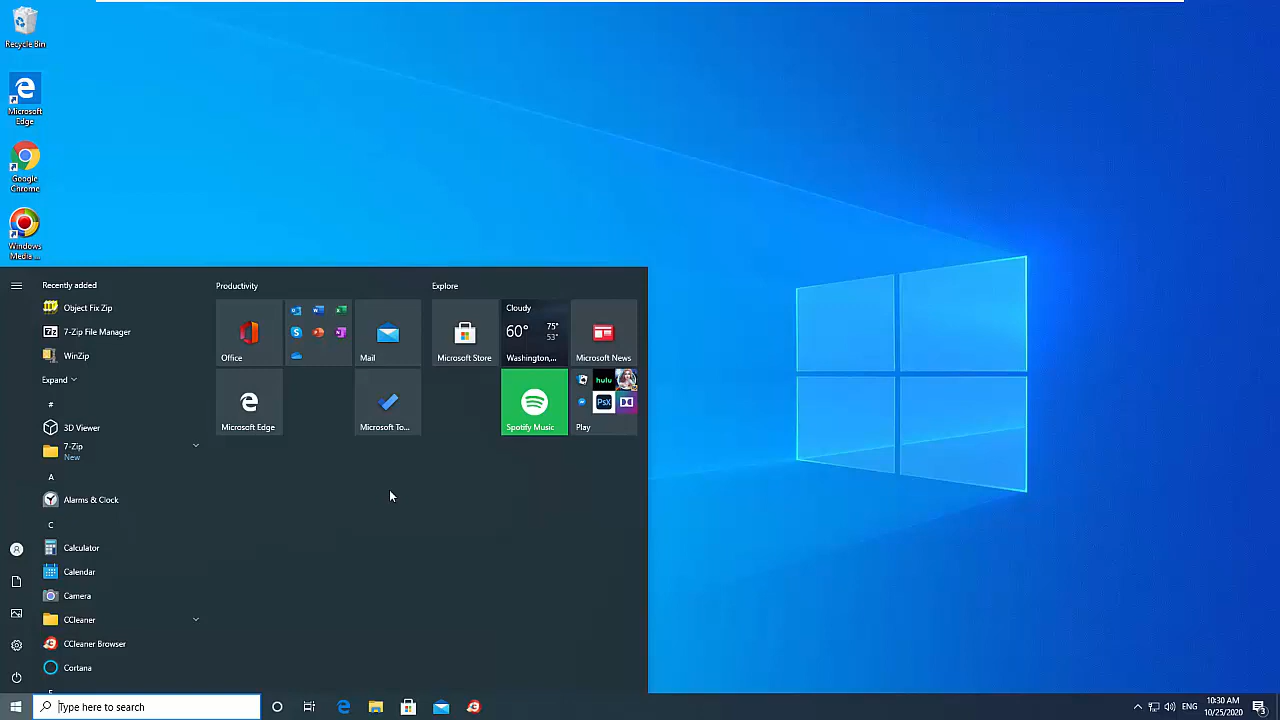 Recycle Bin
Microsoft
Edge
Google
Chrome
Windows
Media ...
Recently added
Object Fix Zip
7-Zip File Manager
WinZip
Expand
#
3D Viewer
7-Zip
New
A
Alarms & Clock
C
Calculator
Calendar
Camera
CCleaner
CCleaner Browser
Cortana
Productivity
Office
Mail
Microsoft Edge
Microsoft To...
Explore
Microsoft Store
Cloudy
60°
75°
53°
Washington,...
Microsoft News
Spotify Music
hulu
PsX
Play
Type here to search
ENG
10:30 AM
10/25/2020
3